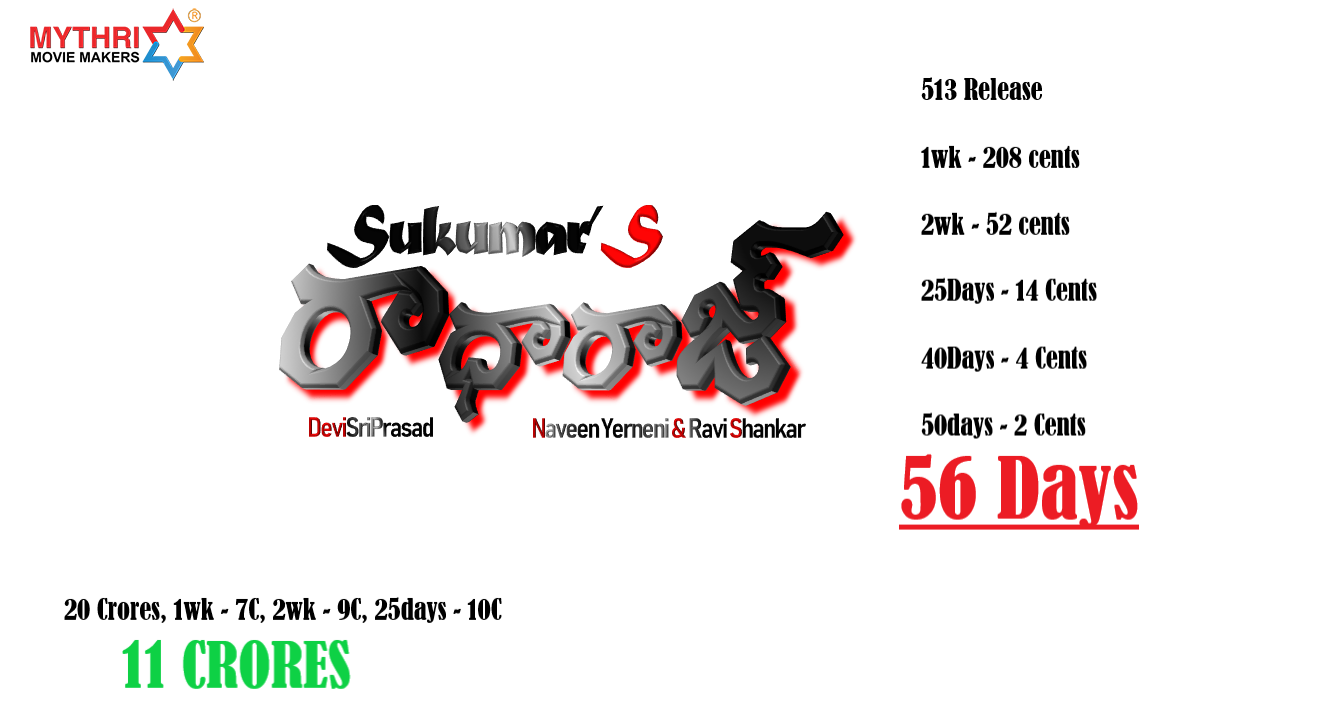 MYTHRI
MOVIE MAKERS
®
513 Release
1wk - 208 cents
Sukumar'S
2wk - 52 cents
రాధారాజ్
25Days - 14 Cents
40Days - 4 Cents
DeviSriPrasad
Naveen Yerneni & Ravi Shankar
50days - 2 Cents
56 Days
20 Crores, 1wk - 7C, 2wk - 9C, 25days - 10C
11 CRORES